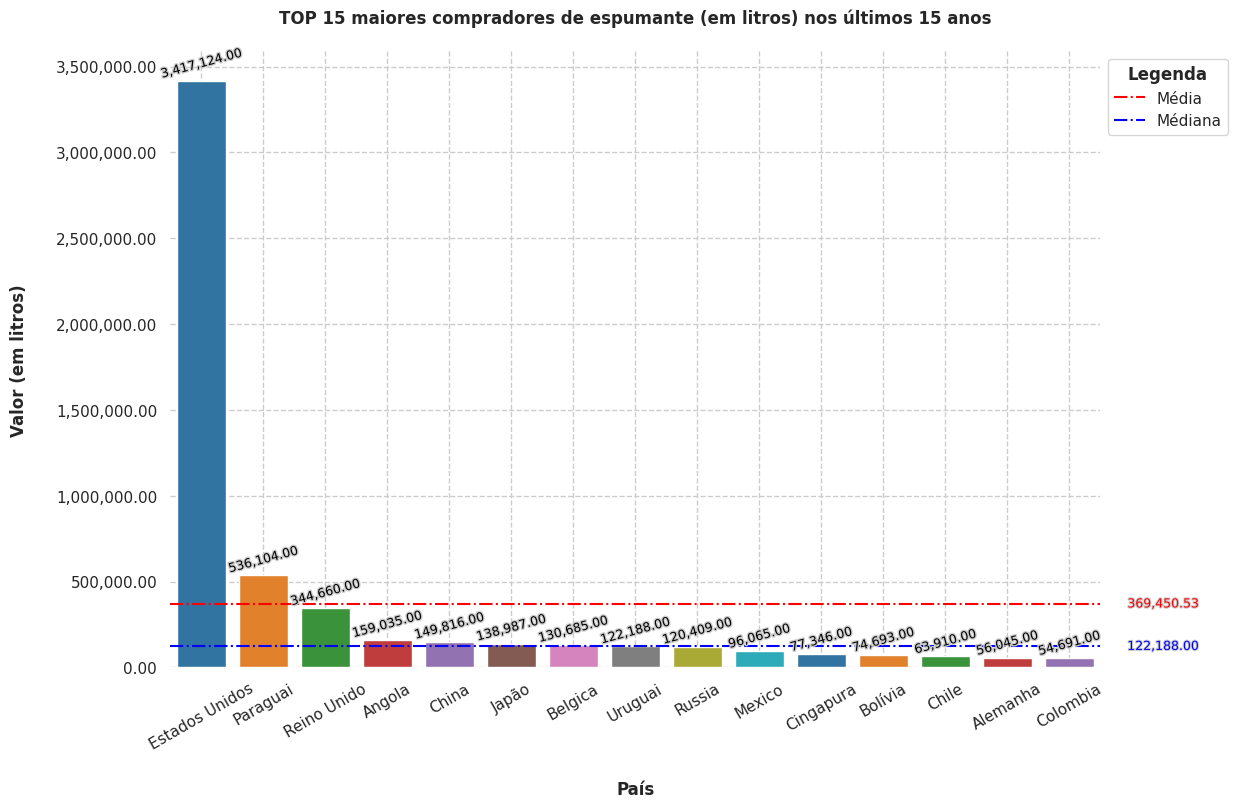 TOP 15 maiores compradores de espumante (em litros) nos últimos 15 anos
Legenda
Média
Médiana
Valor (em litros)
3,500,000.00
3,000,000.00
2,500,000.00
2,000,000.00
1,500,000.00
1,000,000.00
500,000.00
0.00
3,417,124.00
536,104.00
344,660.00
159,035.00
149,816.00
138,987.00
130,685.00
122,188.00
120,409.00
96,065.00
77,346.00
74,693.00
63,910.00
56,045.00
54,691.00
369,450.53
122,188.00
Estados Unidos
Paraguai
Reino Unido
Angola
China
Japão
Belgica
Uruguai
Russia
Mexico
Cingapura
Bolívia
Chile
Alemanha
Colombia
País